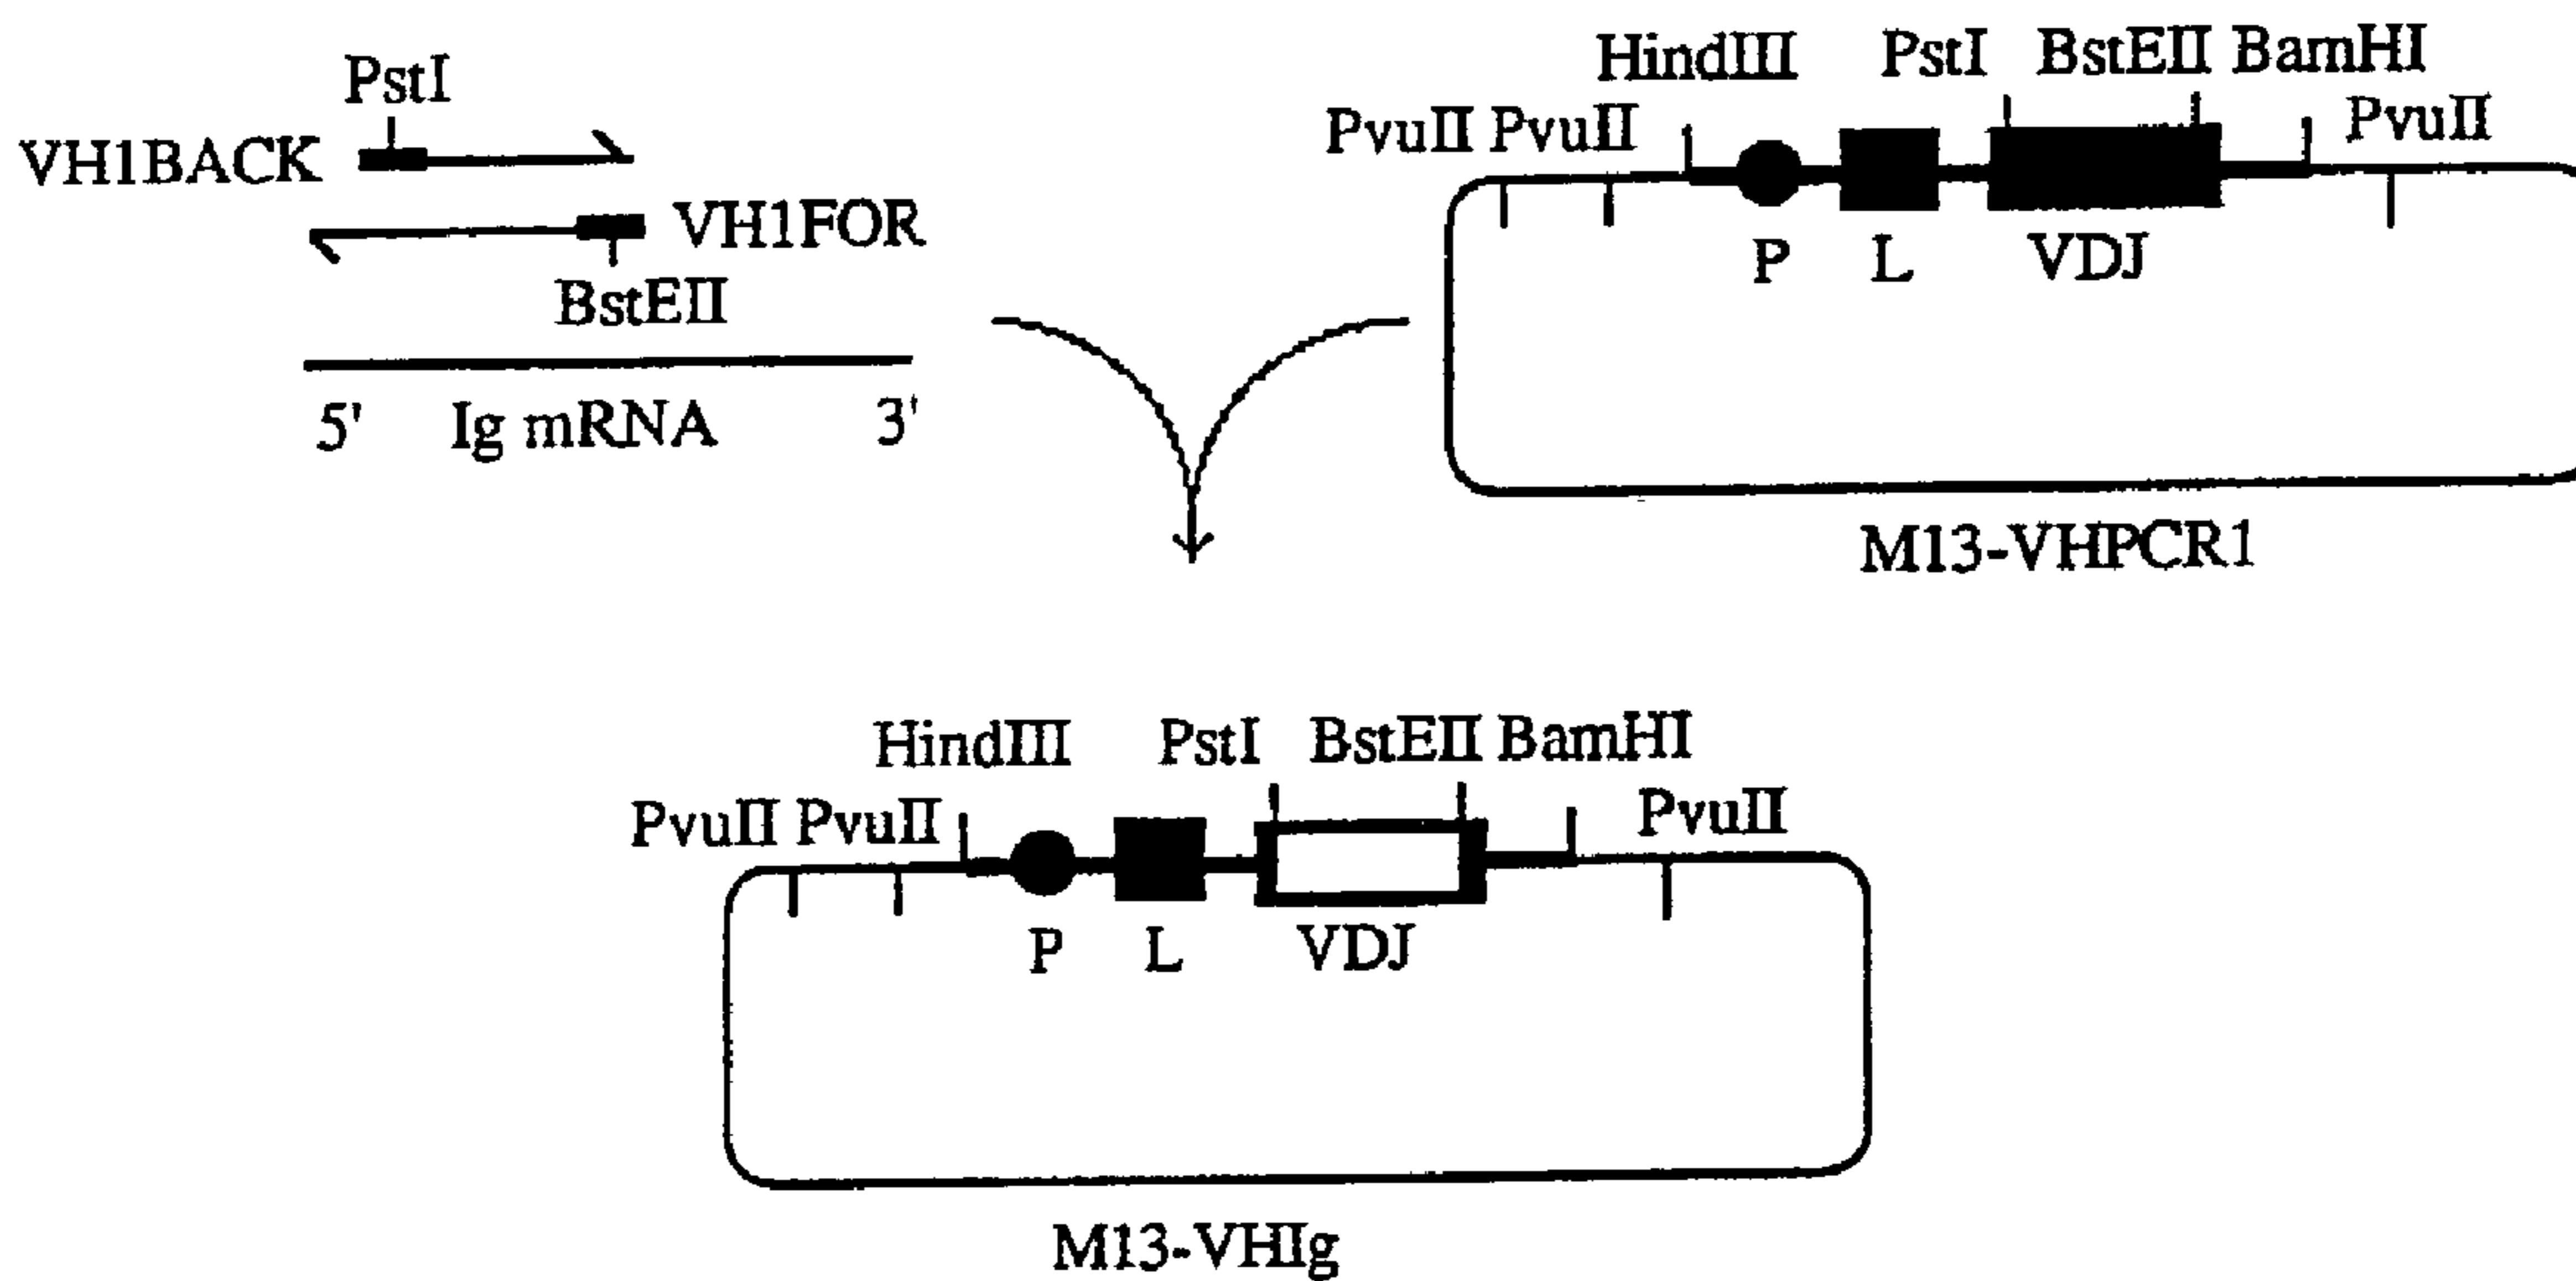 PstI
VH1BACK
VH1FOR
BstEII
5' Ig mRNA 3'
HindIII PstI BstEII BamHI
PvuII PvuII PvuII
P L VDJ
M13-VHPCR1
HindIII PstI BstEII BamHI
PvuII PvuII PvuII
P L VDJ
M13-VHIg